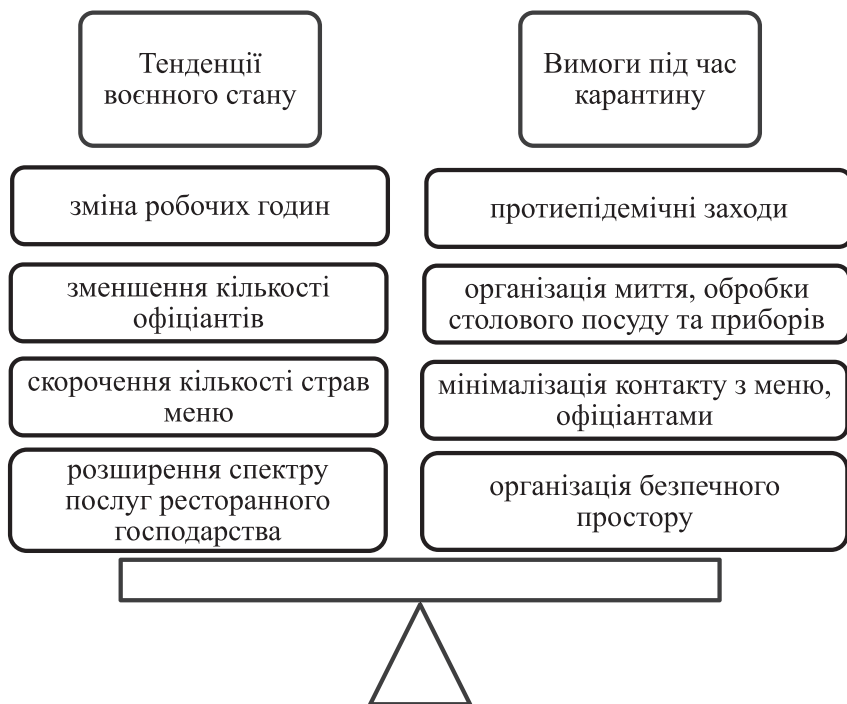 Тенденції
воєнного стану
зміна робочих годин
зменшення кількості
офіціантів
скорочення кількості страв
меню
розширення спектру
послуг ресторанного
господарства
Вимоги під час
карантину
протиепідемічні заходи
організація миття, обробки
столового посуду та приборів
мінімалізація контакту з меню,
офіціантами
організація безпечного
простору